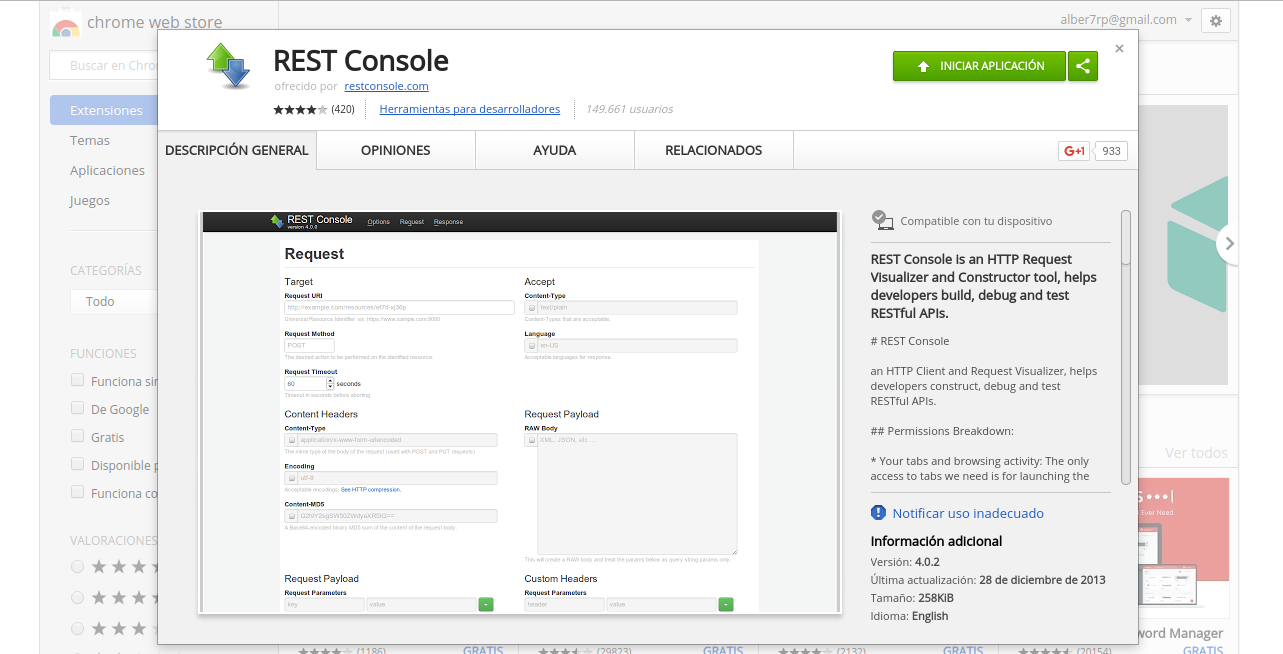 chrome web store
alber7rp@gmail.com
Buscar en Chro
Extensiones
Temas
Aplicaciones
Juegos
CATEGORÍAS
Todo
FUNCIONES
Funciona sin
De Google
Gratis
Disponible p
Funciona co
VALORACIONES
REST Console
ofrecido por restconsole.com
(420) Herramientas para desarrolladores 149.661 usuarios
INICIAR APLICACIÓN
DESCRIPCIÓN GENERAL OPINIONES AYUDA RELACIONADOS
G+1 933
REST Console Options Request Response
version 4.0.0
Request
Target
Request URI
http://example.com/resources/ef7d-xj36p
Universal Resource Identifier. ex: https://www.sample.com:9000
Request Method
POST
The desired action to be performed on the identified resource.
Request Timeout
60 seconds
Timeout in seconds before aborting.
Accept
Content-Type
text/plain
Content-Types that are acceptable.
Language
en-US
Acceptable languages for response.
Content Headers
Content-Type
application/x-www-form-urlencoded
The mime type of the body of the request (used with POST and PUT requests)
Encoding
utf-8
Acceptable encodings. See HTTP compression.
Content-MD5
Q2hlY2sgSW50ZWdyaXR5IQ==
A Base64-encoded binary MD5 sum of the content of the request body.
Request Payload
RAW Body
XML, JSON, etc ...
This will create a RAW body and treat the params below as query string params only.
Request Payload
Request Parameters
key value +
Custom Headers
Request Parameters
header value +
Compatible con tu dispositivo
REST Console is an HTTP Request
Visualizer and Constructor tool, helps
developers build, debug and test
RESTful APIs.
# REST Console
an HTTP Client and Request Visualizer, helps
developers construct, debug and test
RESTful APIs.
## Permissions Breakdown:
* Your tabs and browsing activity: The only
access to tabs we need is for launching the
Notificar uso inadecuado
Información adicional
Versión: 4.0.2
Última actualización: 28 de diciembre de 2013
Tamaño: 258KiB
Idioma: English
Ver todos
Ever Need.
word Manager
(1186) GRATIS
(29823) GRATIS
(2132) GRATIS
(20154) GRATIS